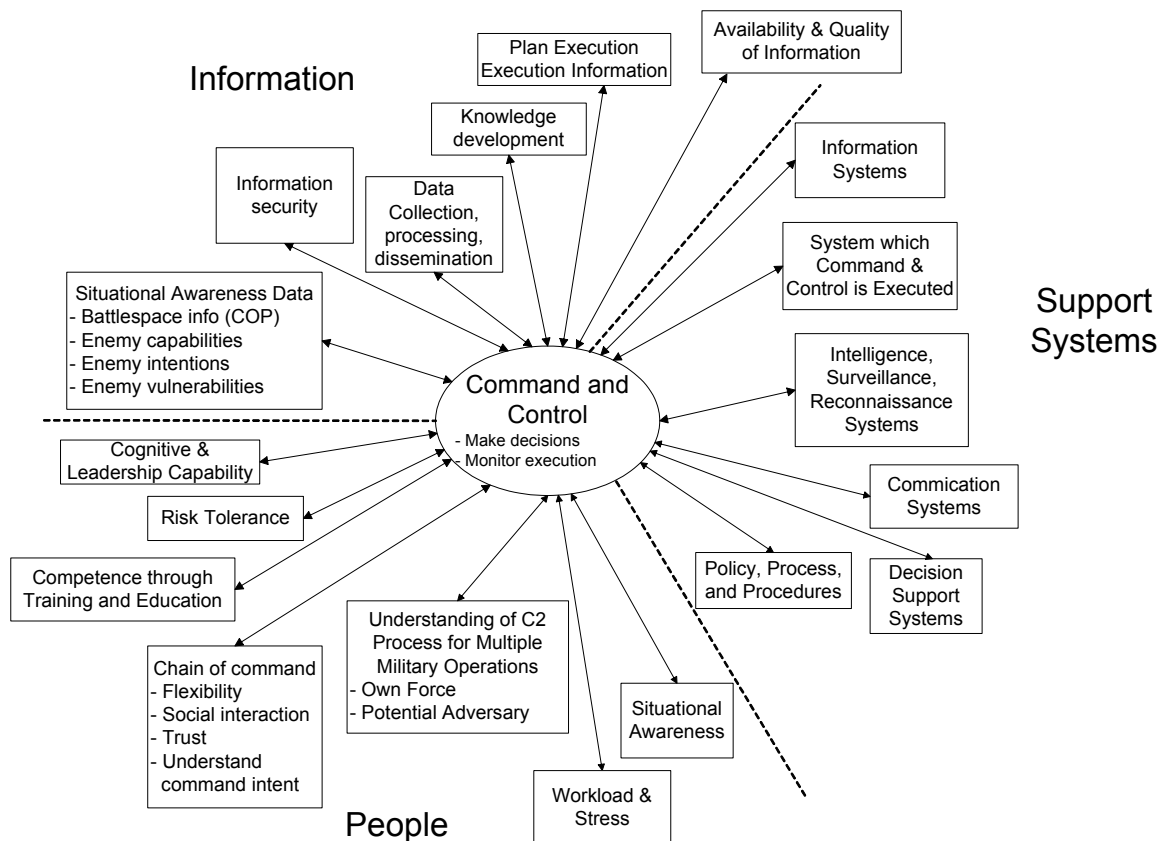 Information
Plan Execution
Execution Information
Availability & Quality
of Information
Knowledge
development
Information
Systems
Information
security
Data
Collection,
processing,
dissemination
System which
Command &
Control is Executed
Situational Awareness Data
- Battlespace info (COP)
- Enemy capabilities
- Enemy intentions
- Enemy vulnerabilities
Support
Systems
Intelligence,
Surveillance,
Reconnaissance
Systems
Command and
Control
- Make decisions
- Monitor execution
Cognitive &
Leadership Capability
Commication
Systems
Risk Tolerance
Policy, Process,
and Procedures
Decision
Support
Systems
Competence through
Training and Education
Understanding of C2
Process for Multiple
Military Operations
- Own Force
- Potential Adversary
Chain of command
- Flexibility
- Social interaction
- Trust
- Understand
command intent
Situational
Awareness
Workload &
Stress
People